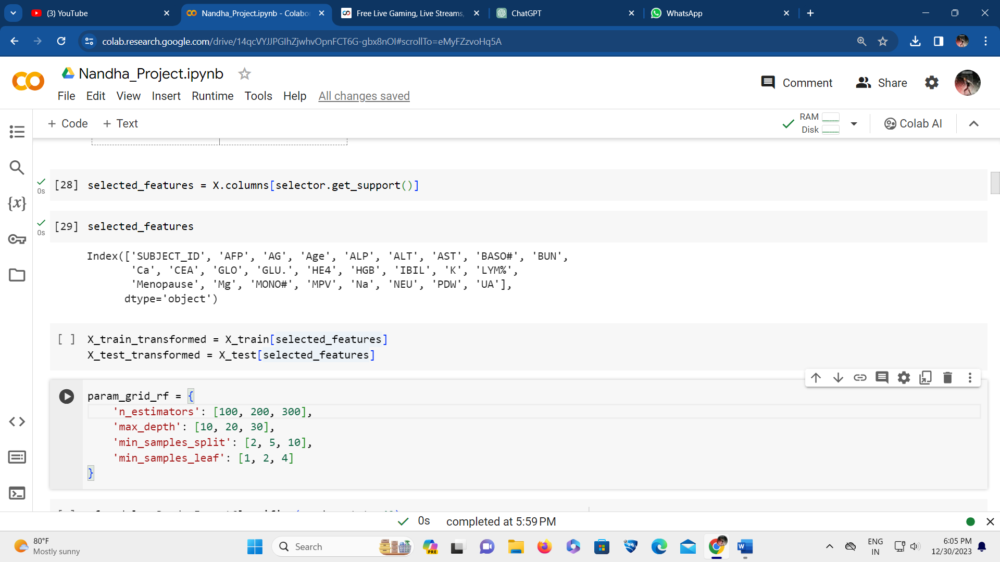 (3) YouTube
Nandha_Project.ipynb - Colabo
Free Live Gaming, Live Streams,
ChatGPT
WhatsApp
colab.research.google.com/drive/14qcVYJJPGIhZjwhvOpnFCT6G-gbx8nOI#scrollTo=eMyFZzvoHq5A
Nandha_Project.ipynb
Comment
Share
File Edit View Insert Runtime Tools Help All changes saved
+ Code + Text
RAM
Disk
Colab AI
[28] selected_features = X.columns[selector.get_support()]
0s
[29] selected_features
0s
Index(['SUBJECT_ID', 'AFP', 'AG', 'Age', 'ALP', 'ALT', 'AST', 'BASO#', 'BUN',
'Ca', 'CEA', 'GLO', 'GLU.', 'HE4', 'HGB', 'IBIL', 'K', 'LYM%',
'Menopause', 'Mg', 'MONO#', 'MPV', 'Na', 'NEU', 'PDW', 'UA'],
dtype='object')
[ ] X_train_transformed = X_train[selected_features]
X_test_transformed = X_test[selected_features]
param_grid_rf = {
'n_estimators': [100, 200, 300],
'max_depth': [10, 20, 30],
'min_samples_split': [2, 5, 10],
'min_samples_leaf': [1, 2, 4]
}
0s completed at 5:59 PM
80°F
Mostly sunny
Search
PRE
ENG
IN
6:05 PM
12/30/2023